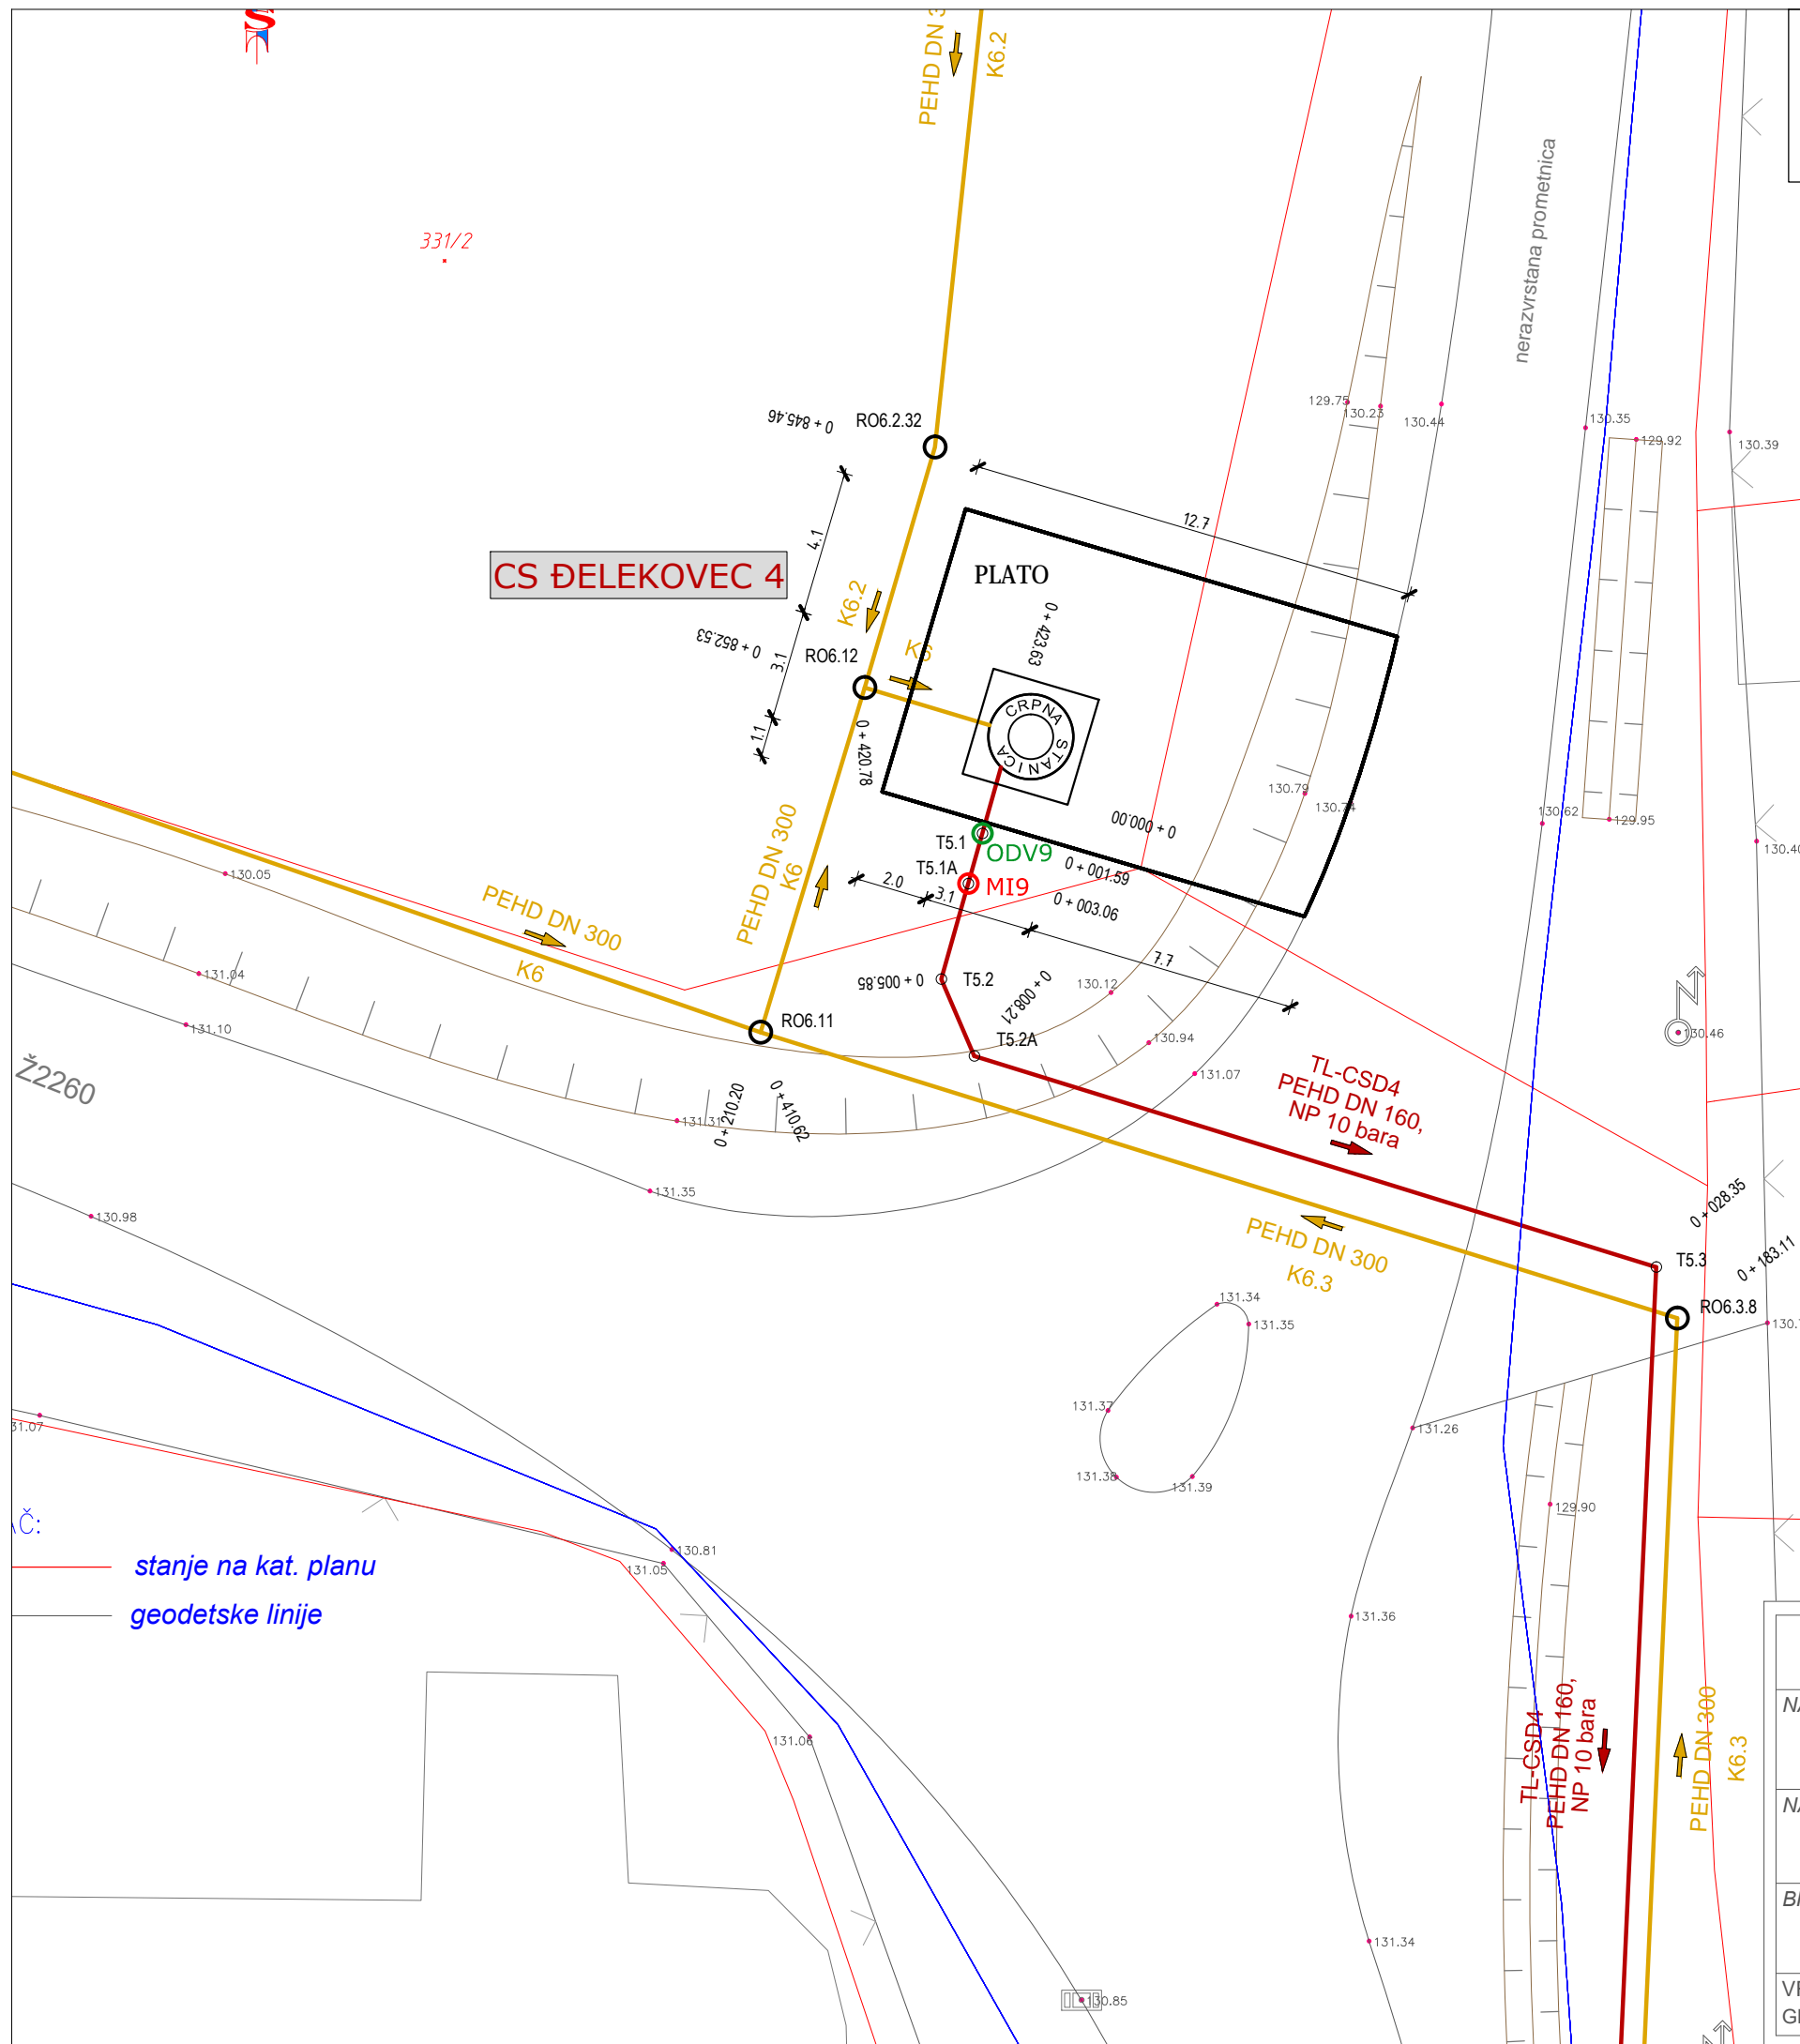 S
PEHD DN 3
K6.2
331/2
nerazvrstana prometnica
129.75
130.23
130.44
130.35
129.92
130.39
0 + 845.46
RO6.2.32
12.7
4.1
CS ĐELEKOVEC 4
PLATO
K6.2
0 + 852.53
3.1
RO6.12
K6
0 + 423.63
1.1
0 + 420.78
CRPNA STANICA
130.79
130.74
130.62
129.95
130.40
0 + 000.00
T5.1
ODV9
T5.1A
MI9
0 + 001.59
0 + 003.06
2.0
3.1
7.7
130.05
PEHD DN 300
K6
PEHD DN 300
K6
131.04
131.10
0 + 005.85
T5.2
0 + 008.21
130.12
130.94
130.46
RO6.11
T5.2A
131.07
Ž2260
131.31
0 + 210.20
0 + 410.62
TL-CSD4
PEHD DN 160,
NP 10 bara
131.35
130.98
PEHD DN 300
K6.3
0 + 028.35
0 + 183.11
T5.3
RO6.3.8
131.34
131.35
131.37
131.38
131.39
131.26
31.07
129.90
Č:
stanje na kat. planu
geodetske linije
130.81
131.05
131.36
131.06
TL-CSD4
PEHD DN 160,
NP 10 bara
PEHD DN 300
K6.3
131.34
130.85